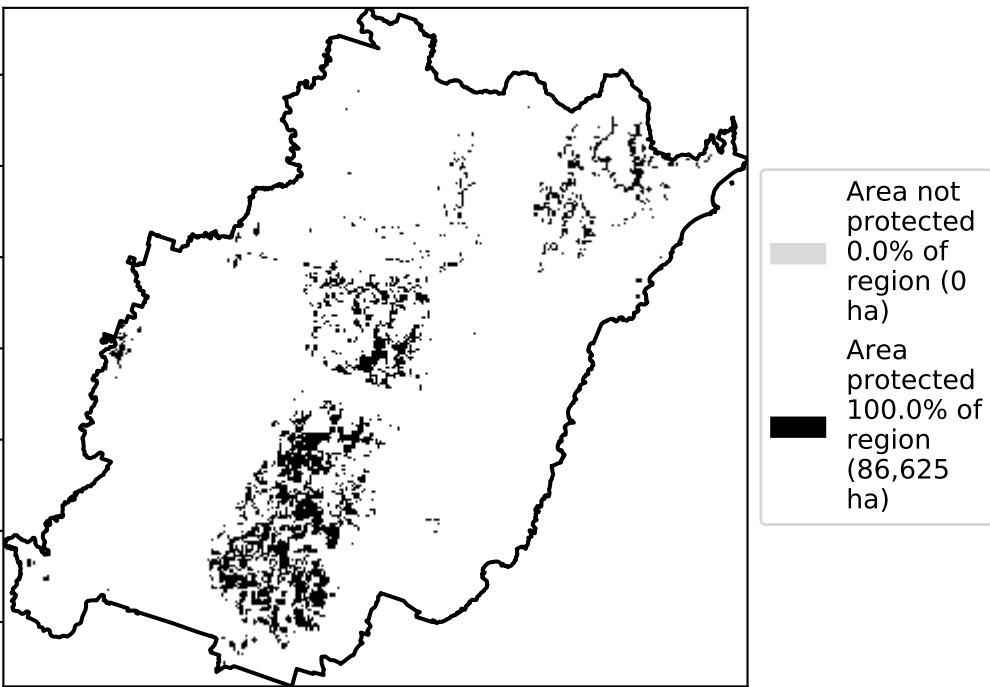 Area not
protected
0.0% of
region (0
ha)
Area
protected
100.0% of
region
(86,625
ha)